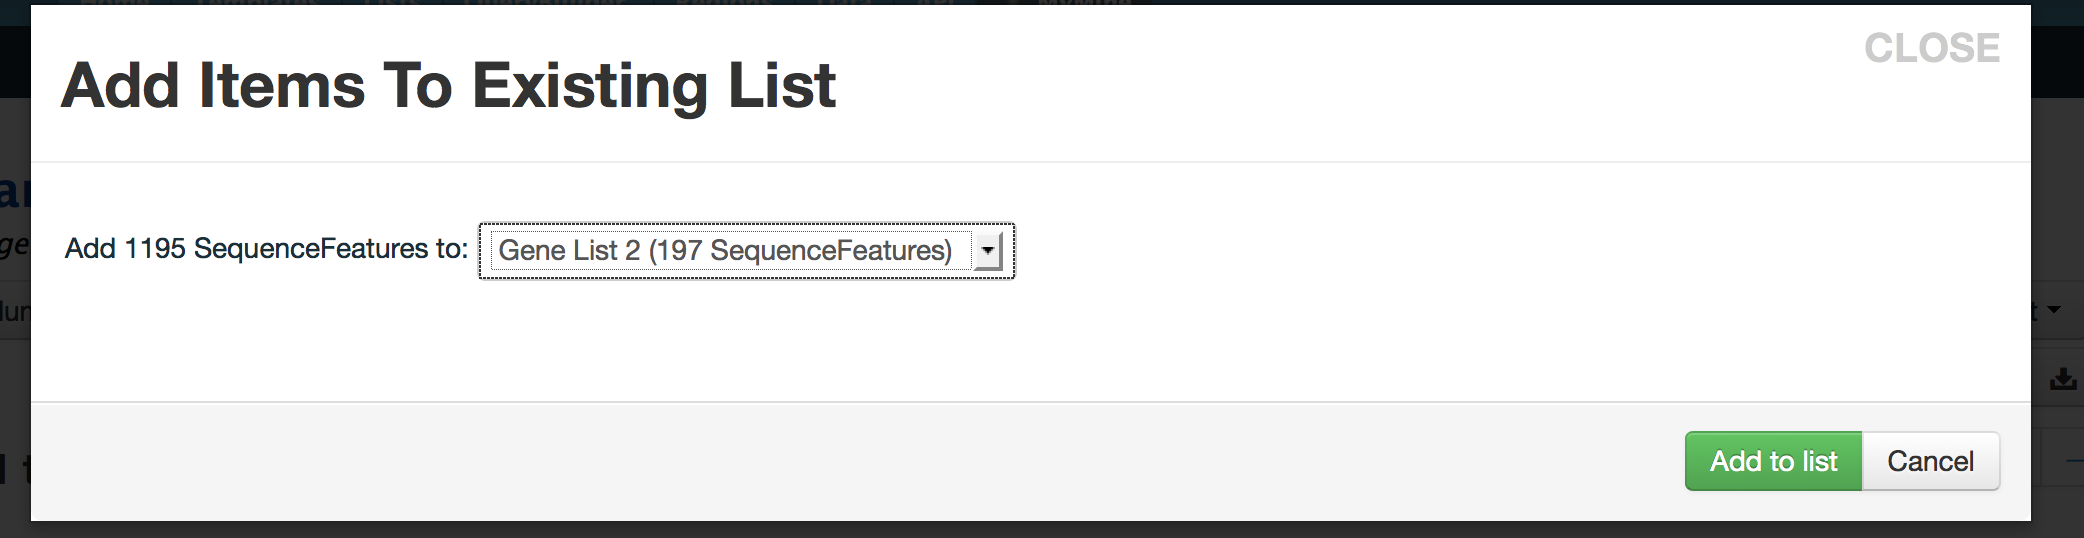 CLOSE
Add Items To Existing List
Add 1195 SequenceFeatures to: Gene List 2 (197 SequenceFeatures)
Add to list Cancel